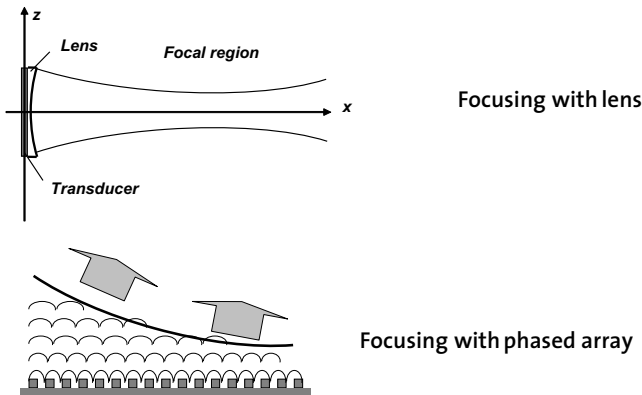 z
Lens
Focal region
Focusing with lens
x
Transducer
Focusing with phased array